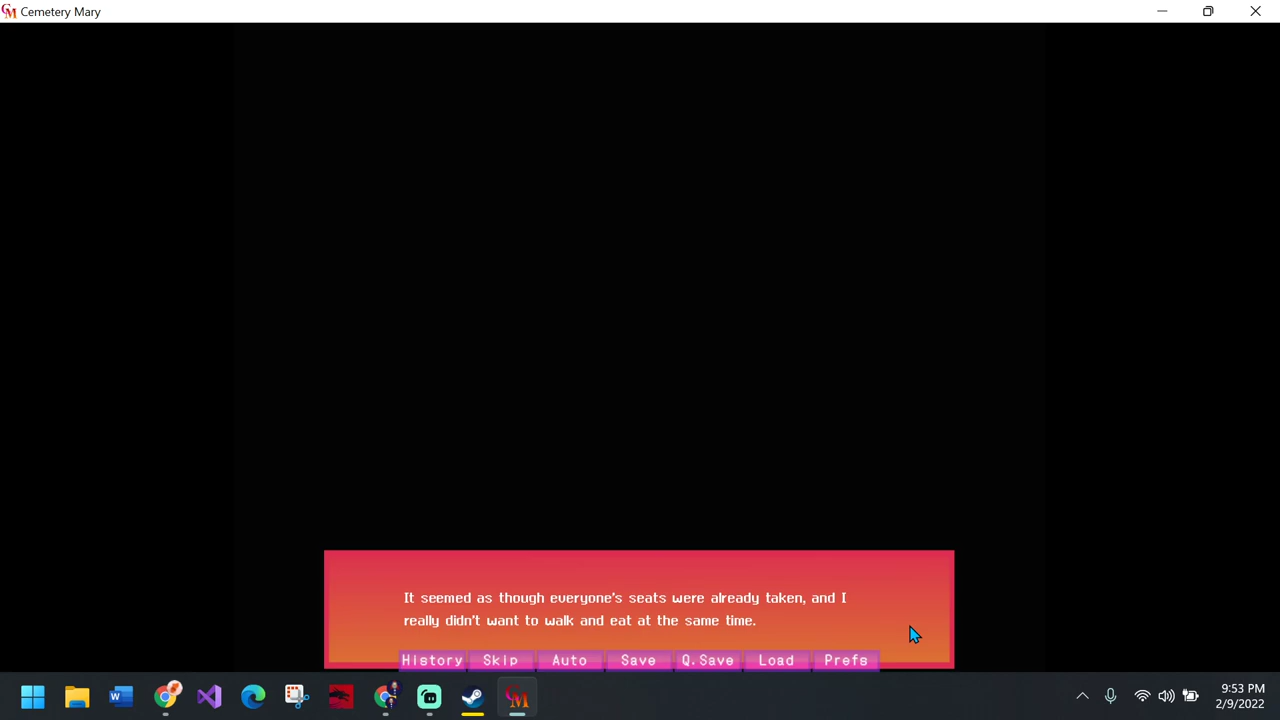 CM Cemetery Mary
It seemed as though everyone's seats were already taken, and I
really didn't want to walk and eat at the same time.
History Skip Auto Save Q.Save Load Prefs
9:53 PM
2/9/2022